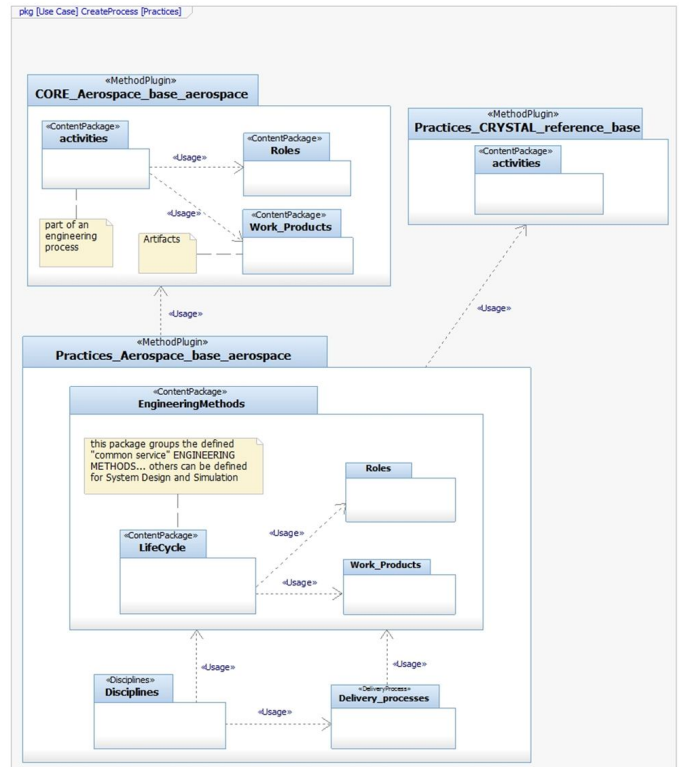 pkg [Use Case] CreateProcess [Practices]
«MethodPlugin»
CORE_Aerospace_base_aerospace
«ContentPackage»
activities
«Usage»
«ContentPackage»
Roles
«Usage»
«ContentPackage»
Work_Products
part of an
engineering
process
Artifacts
«MethodPlugin»
Practices_CRYSTAL_reference_base
«ContentPackage»
activities
«Usage»
«Usage»
«MethodPlugin»
Practices_Aerospace_base_aerospace
«ContentPackage»
EngineeringMethods
this package groups the defined
"common service" ENGINEERING
METHODS... others can be defined
for System Design and Simulation
Roles
«ContentPackage»
LifeCycle
«Usage»
Work_Products
«Usage»
«Usage»
«Usage»
«Disciplines»
Disciplines
«Usage»
«DeliveryProcess»
Delivery_processes